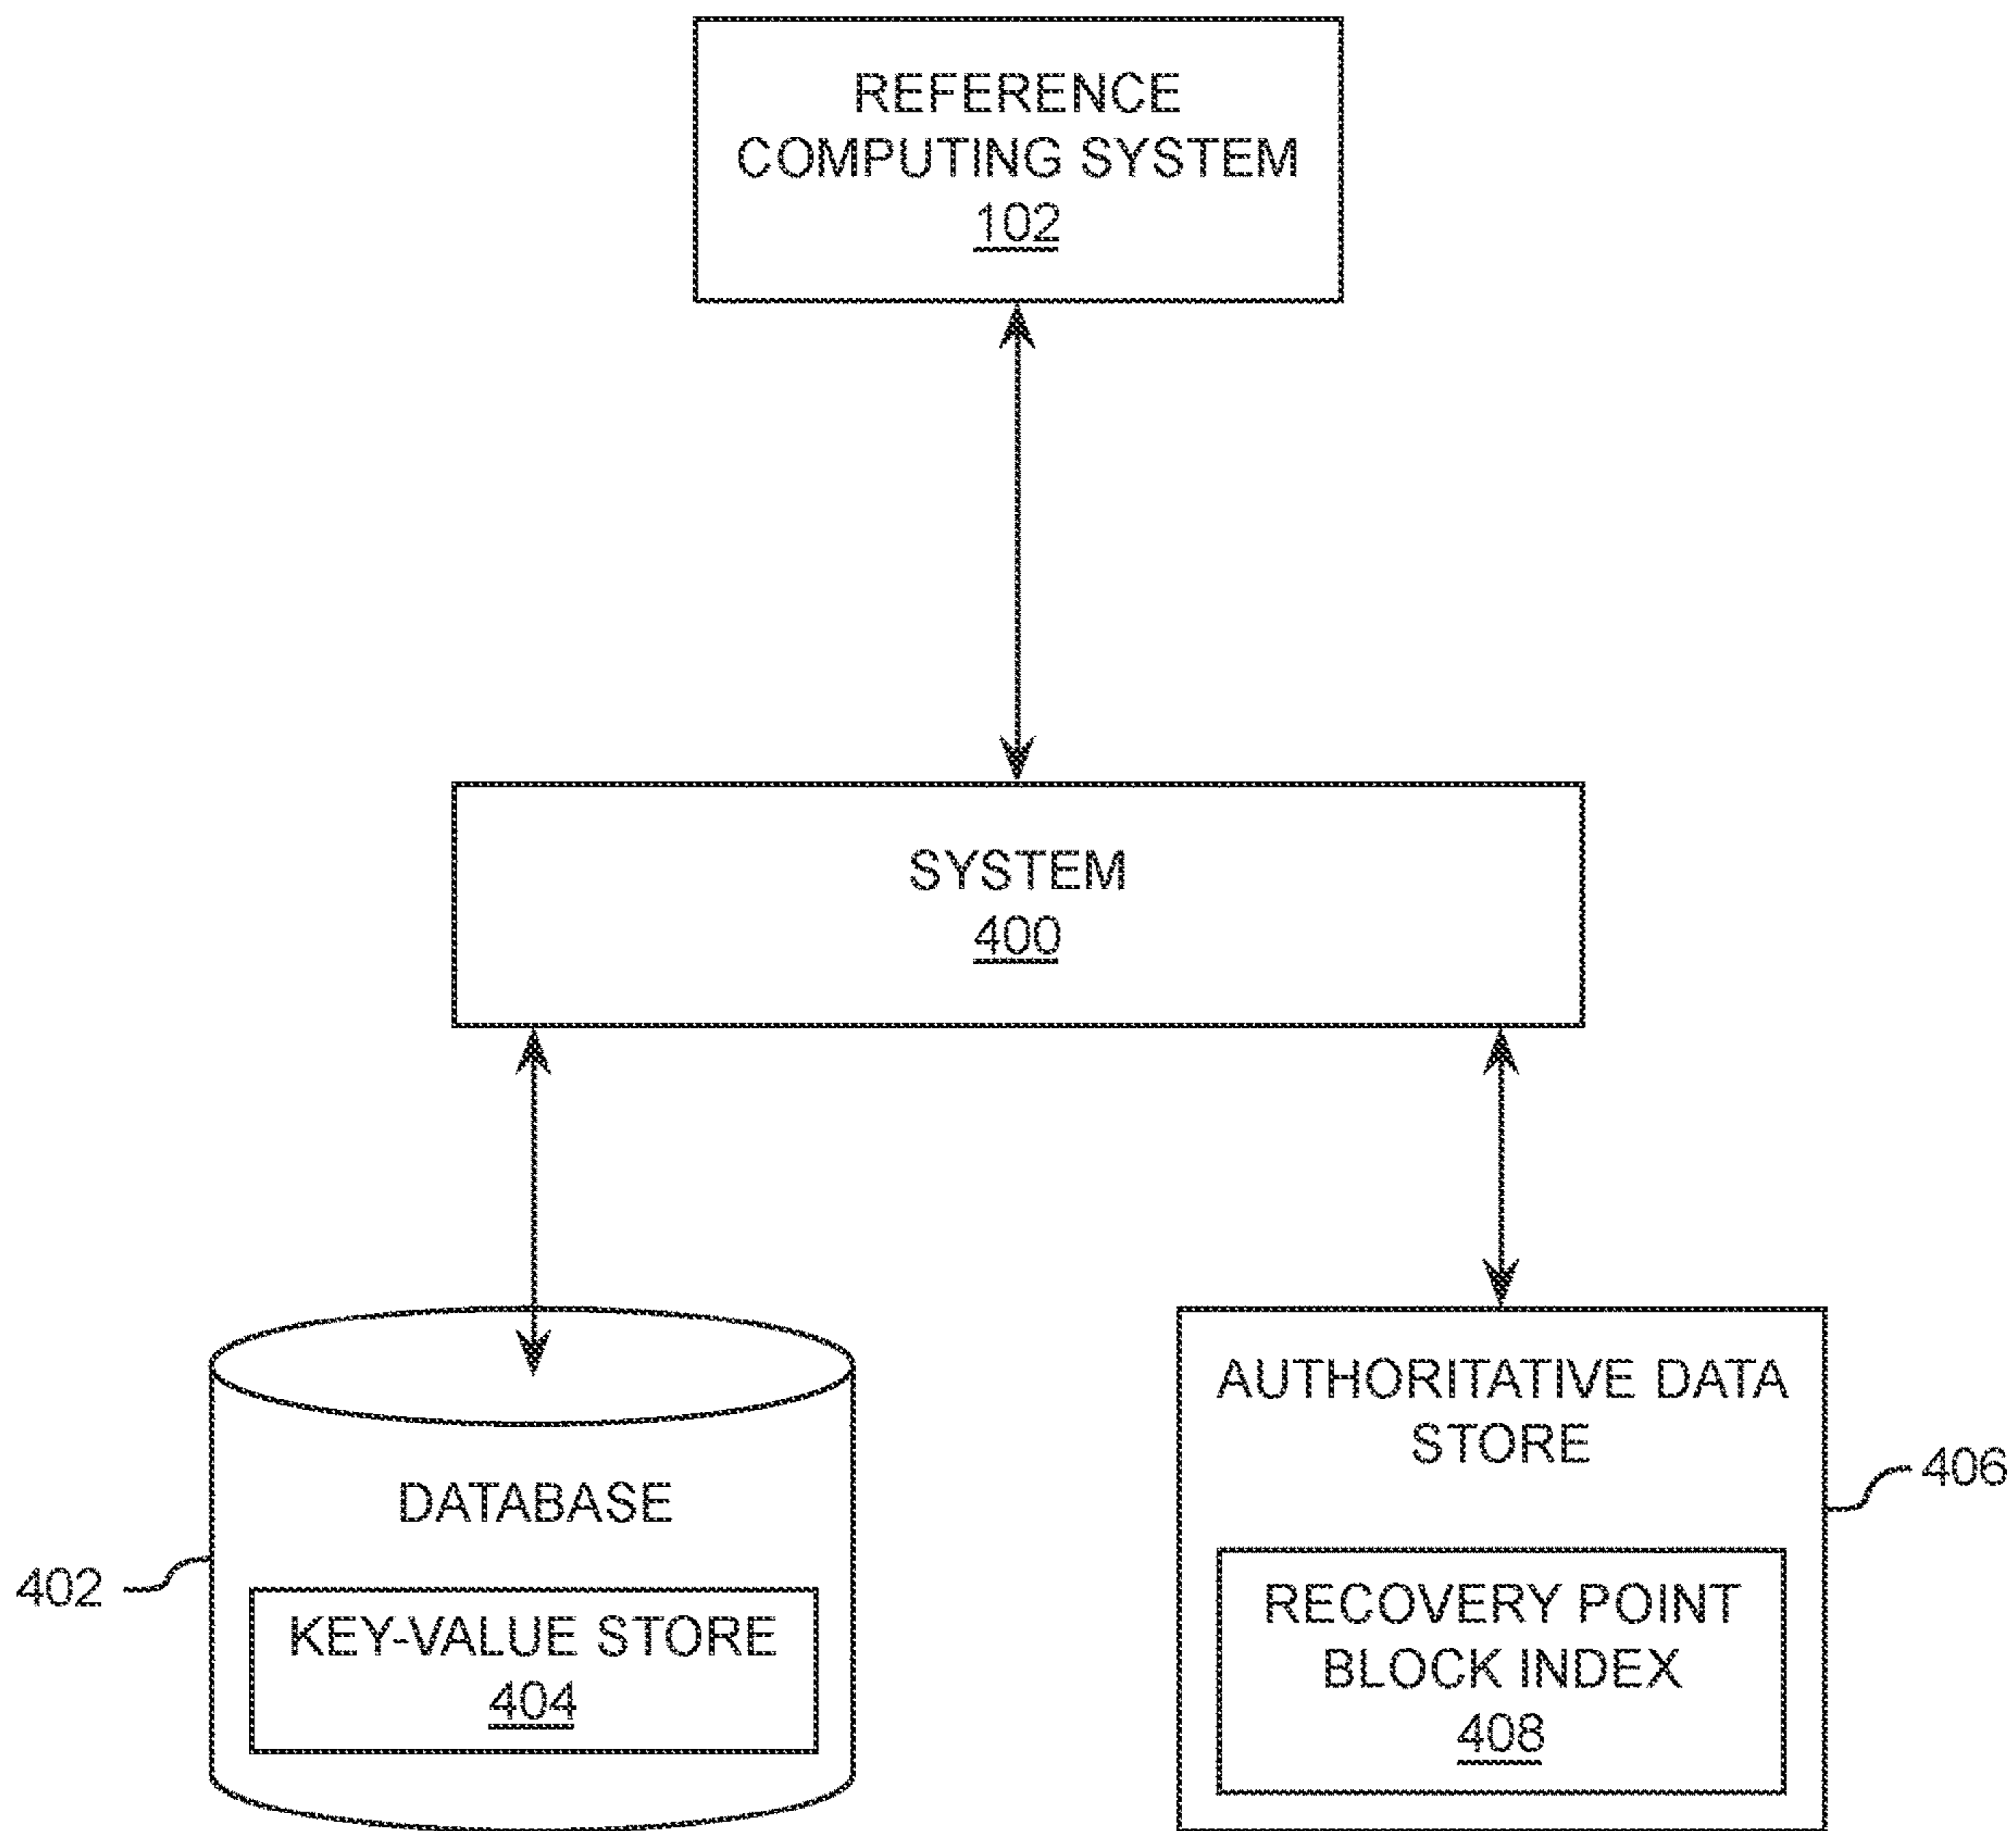 REFERENCE
COMPUTING SYSTEM
102
SYSTEM
400
AUTHORITATIVE DATA
STORE
406
DATABASE
402
KEY-VALUE STORE
404
RECOVERY POINT
BLOCK INDEX
408